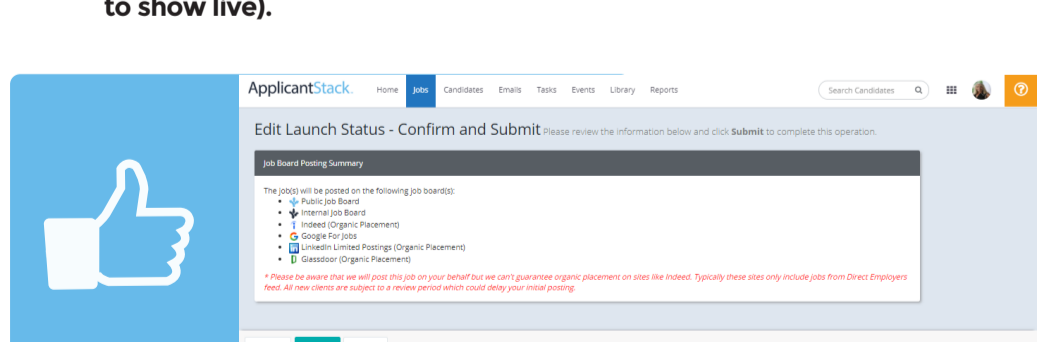 to show live).
ApplicantStack. Home Jobs Candidates Emails Tasks Events Library Reports Search Candidates
Edit Launch Status - Confirm and Submit Please review the information below and click Submit to complete this operation.
Job Board Posting Summary
The job(s) will be posted on the following job board(s):
• Public Job Board
• Internal Job Board
• Indeed (Organic Placement)
• Google For Jobs
• LinkedIn Limited Postings (Organic Placement)
• Glassdoor (Organic Placement)
* Please be aware that we will post this job on your behalf but we can't guarantee organic placement on sites like Indeed. Typically these sites only include jobs from Direct Employers
feed. All new clients are subject to a review period which could delay your initial posting.